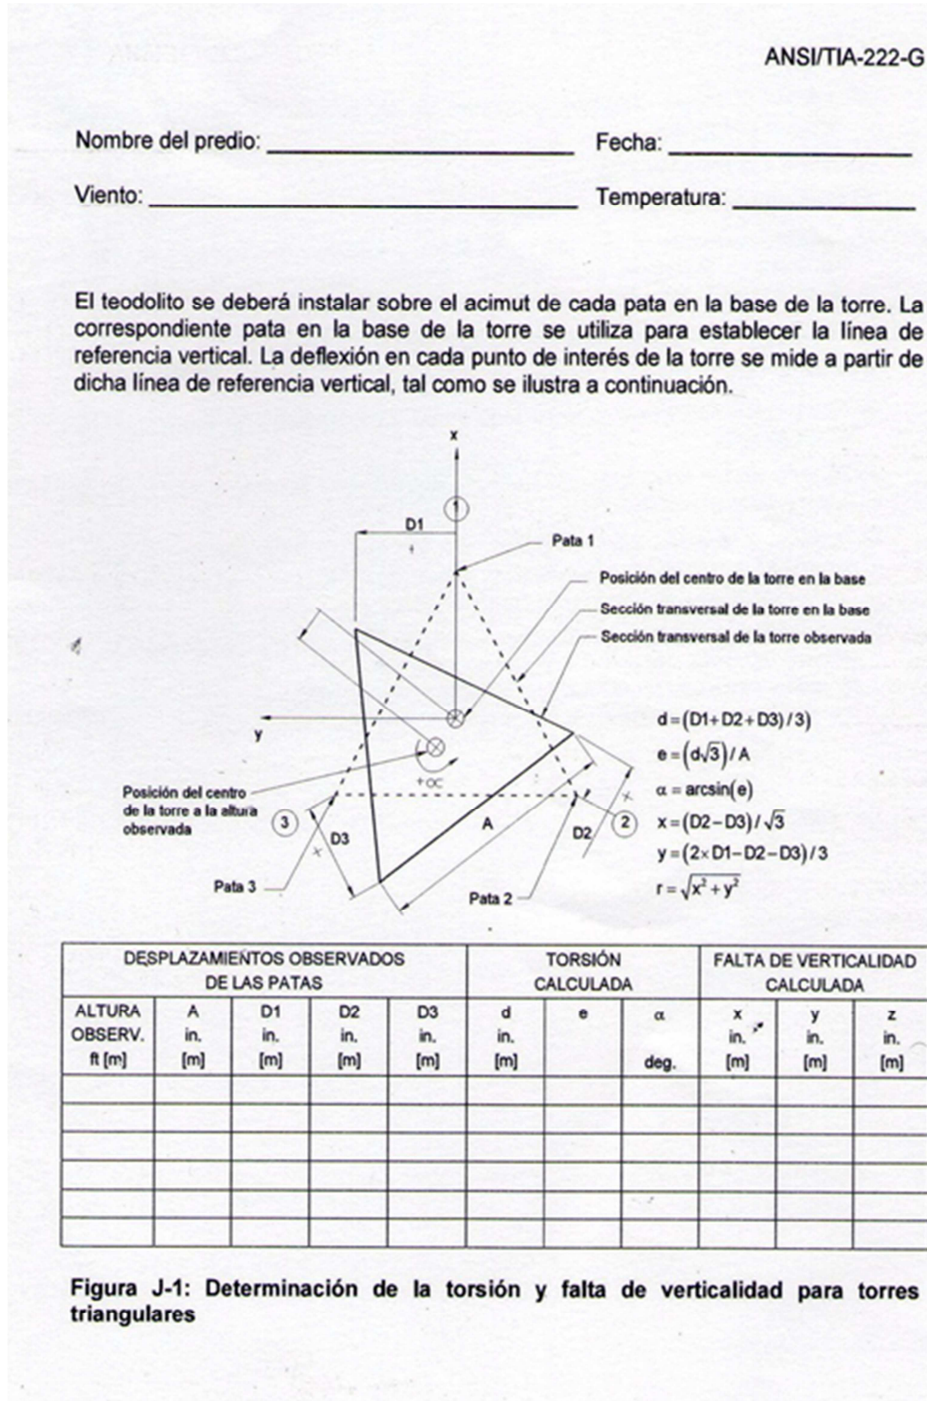 ANSI/TIA-222-G
Nombre del predio: Fecha:
Viento: Temperatura:
El teodolito se deberá instalar sobre el acimut de cada pata en la base de la torre. La
correspondiente pata en la base de la torre se utiliza para establecer la línea de
referencia vertical. La deflexión en cada punto de interés de la torre se mide a partir de
dicha línea de referencia vertical, tal como se ilustra a continuación.
x
1
D1
+
Pata 1
Posición del centro de la torre en la base
Sección transversal de la torre en la base
Sección transversal de la torre observada
y
+α
Posición del centro
de la torre a la altura
observada
3
D3
+
A
D2
+
2
Pata 3
Pata 2
d=(D1+D2+D3)/3)
e=(d√3)/A
α=arcsin(e)
x=(D2-D3)/√3
y=(2×D1-D2-D3)/3
r=√x²+y²
DESPLAZAMIENTOS OBSERVADOS
DE LAS PATAS
TORSIÓN
CALCULADA
FALTA DE VERTICALIDAD
CALCULADA
ALTURA A D1 D2 D3 d e α x y z
OBSERV. in. in. in. in. in. in. in. in.
ft [m] [m] [m] [m] [m] [m] deg. [m] [m] [m]
Figura J-1: Determinación de la torsión y falta de verticalidad para torres
triangulares